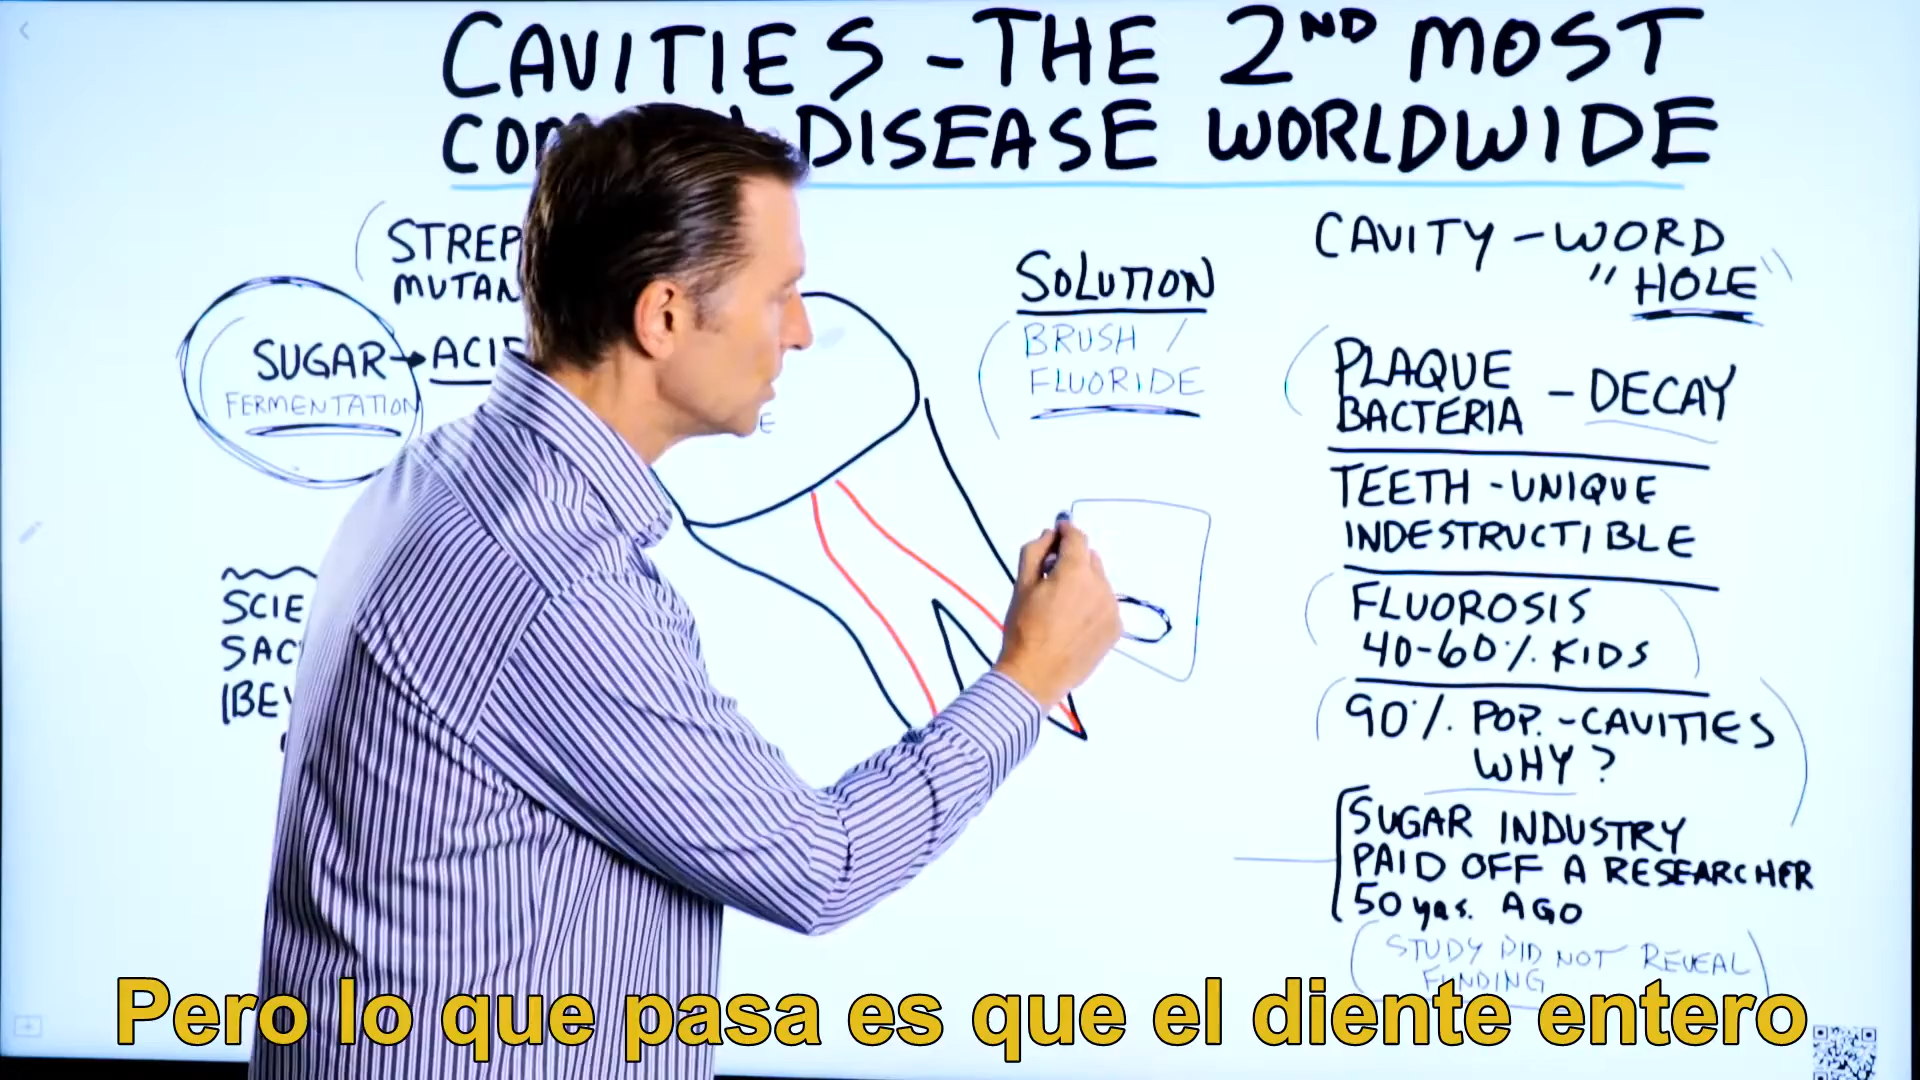 CAVITIES - THE 2ND MOST
DISEASE WORLDWIDE
STREP
MUTAN
SUGAR → ACI
FERMENTATION
SCIE
SAC
(BEV
SOLUTION
BRUSH /
FLUORIDE
CAVITY - WORD
"HOLE"
PLAQUE
BACTERIA - DECAY
TEETH - UNIQUE
INDESTRUCTIBLE
FLUOROSIS
40-60% KIDS
90% POP. - CAVITIES
WHY?
SUGAR INDUSTRY
PAID OFF A RESEARCHER
50 yrs. AGO
(STUDY DID NOT REVEAL
FUNDING)
Pero lo que pasa es que el diente entero